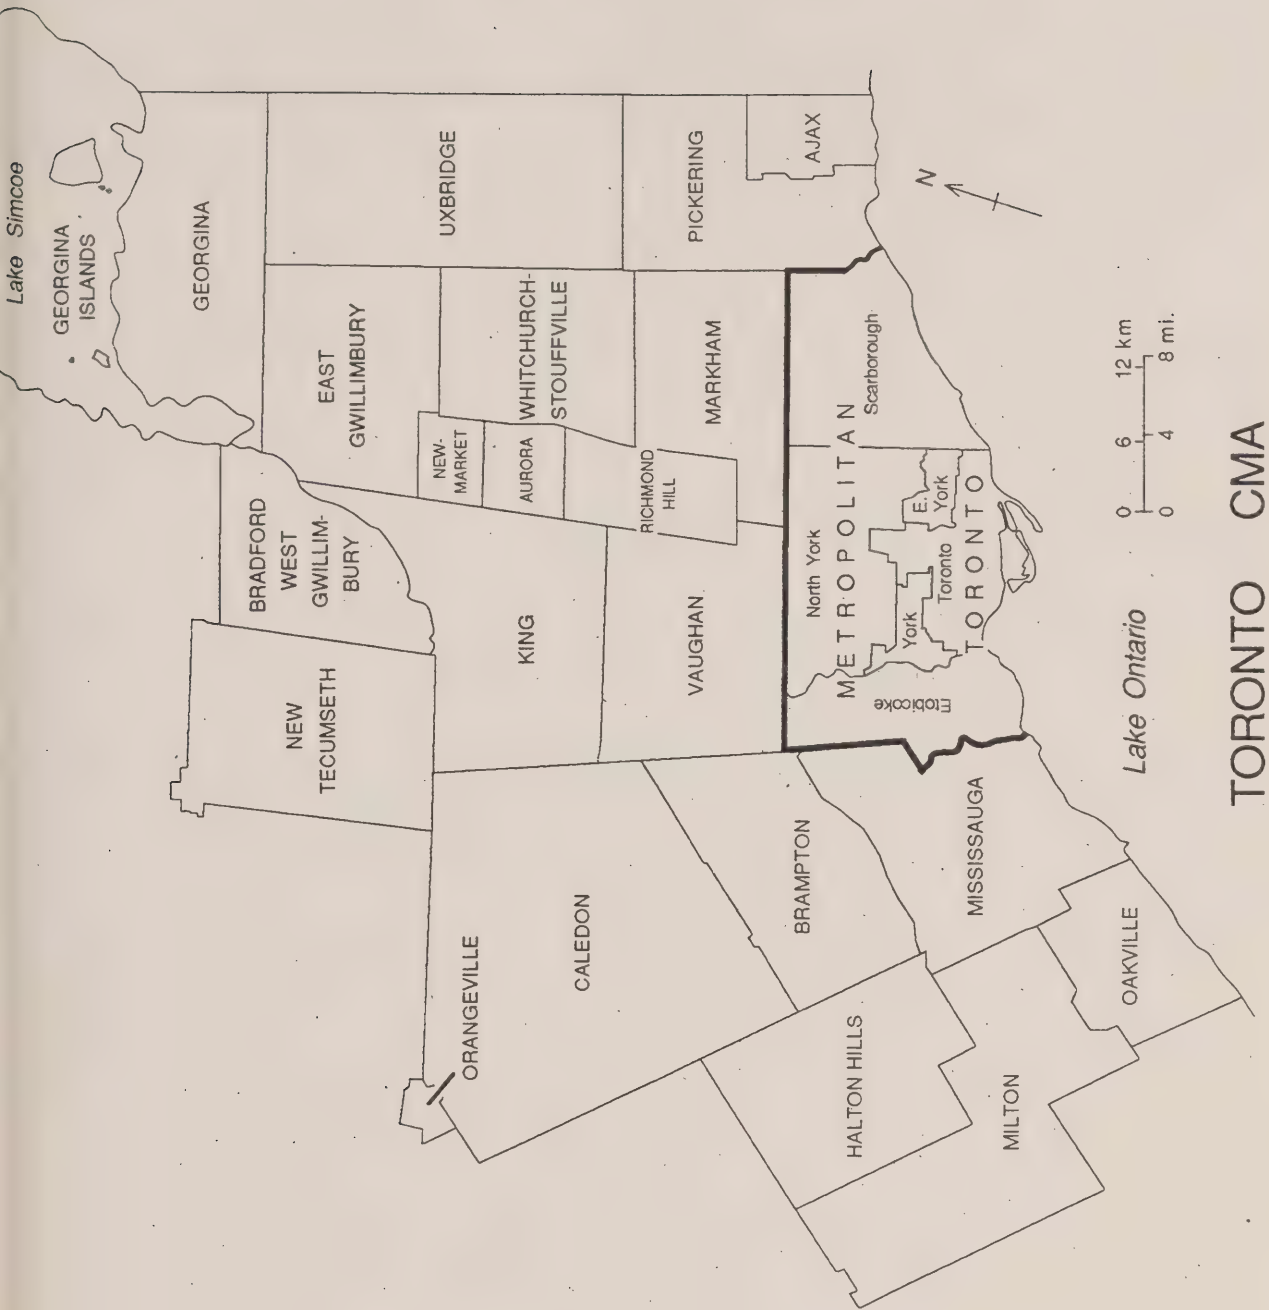 Lake Simcoe
GEORGINA
ISLANDS
GEORGINA
UXBRIDGE
PICKERING
AJAX
N
EAST
GWILLIMBURY
WHITCHURCH-
STOUFFVILLE
MARKHAM
NEW-
MARKET
AURORA
RICHMOND
HILL
BRADFORD
WEST
GWILLIM-
BURY
KING
VAUGHAN
NEW
TECUMSETH
METROPOLITAN
TORONTO
Scarborough
North York
E.
York
York
Toronto
Etobicoke
ORANGEVILLE
CALEDON
BRAMPTON
MISSISSAUGA
HALTON HILLS
MILTON
OAKVILLE
Lake Ontario
0 6 12 km
0 4 8 mi.
TORONTO CMA